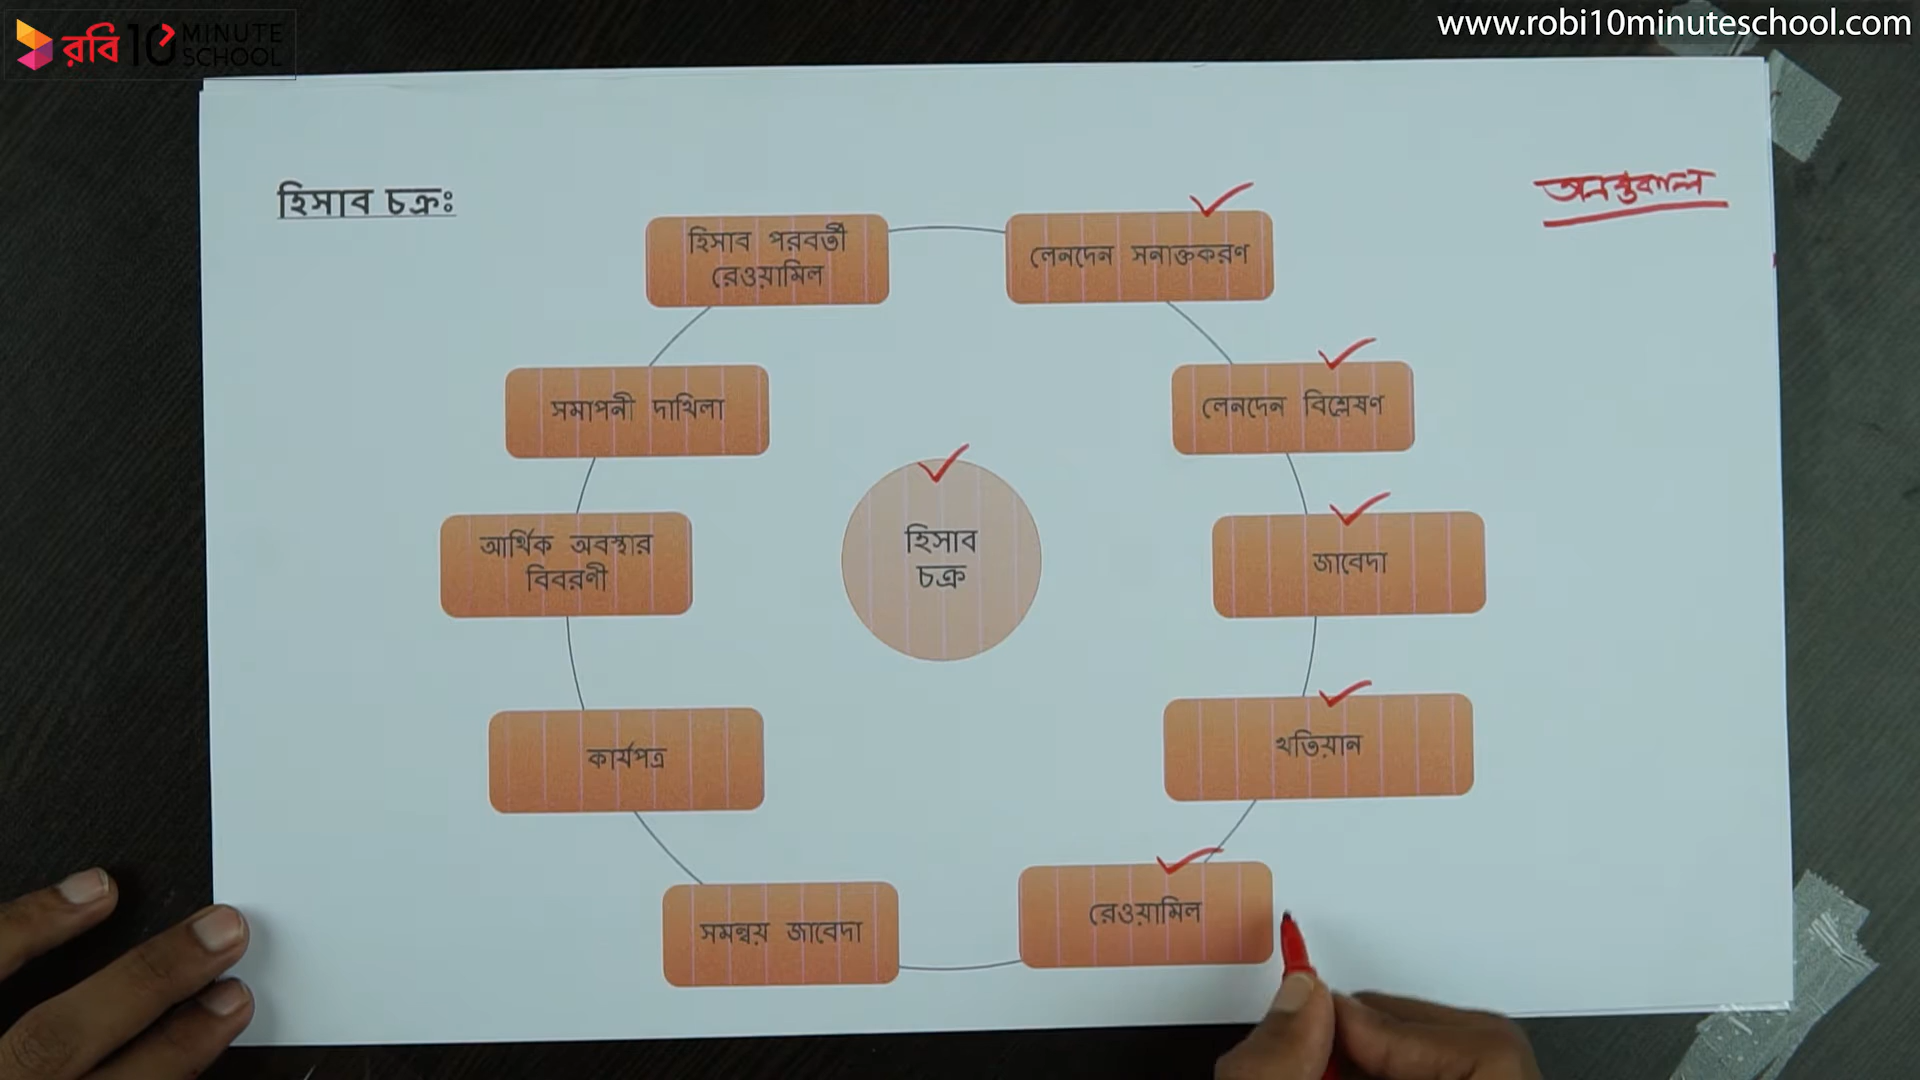 রবি 10 MINUTE SCHOOL
www.robi10minuteschool.com
হিসাব চক্রঃ
অনন্তকাল
হিসাব পরবর্তী
রেওয়ামিল
লেনদেন সনাক্তকরণ
সমাপনী দাখিলা
লেনদেন বিশ্লেষণ
আর্থিক অবস্থার
বিবরণী
হিসাব
চক্র
জাবেদা
কার্যপত্র
খতিয়ান
সমন্বয় জাবেদা
রেওয়ামিল